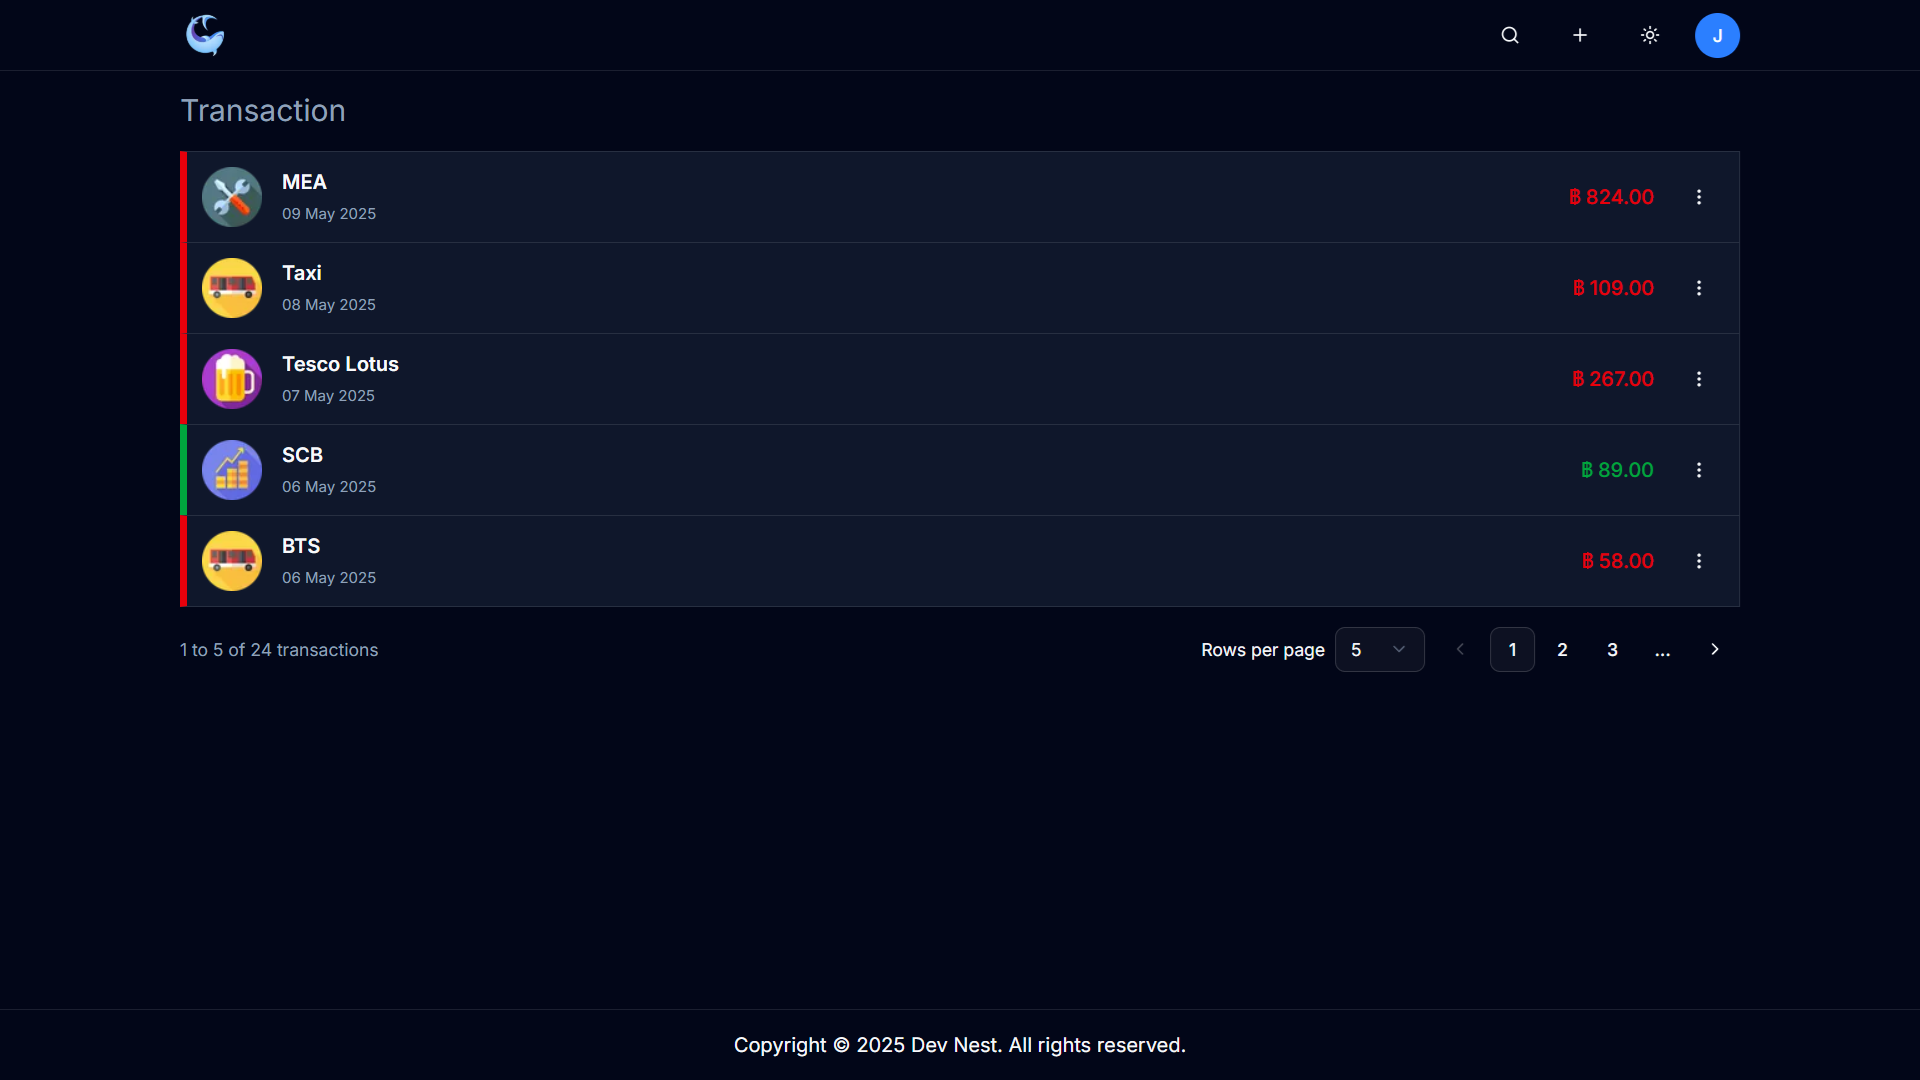 J
Transaction
MEA
09 May 2025
฿ 824.00
Taxi
08 May 2025
฿ 109.00
Tesco Lotus
07 May 2025
฿ 267.00
SCB
06 May 2025
฿ 89.00
BTS
06 May 2025
฿ 58.00
1 to 5 of 24 transactions
Rows per page 5 1 2 3 ...
Copyright © 2025 Dev Nest. All rights reserved.